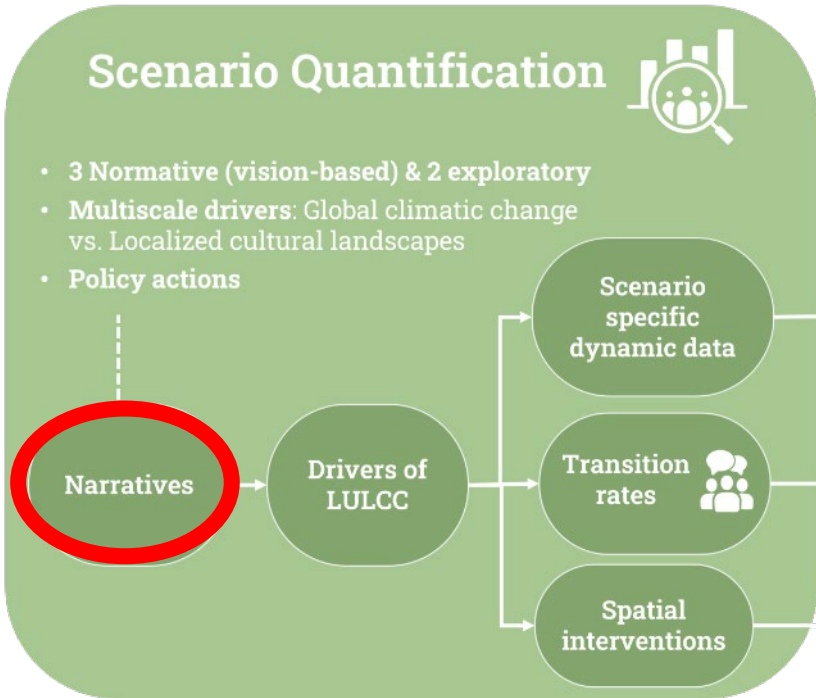 Scenario Quantification
• 3 Normative (vision-based) & 2 exploratory
• Multiscale drivers: Global climatic change
vs. Localized cultural landscapes
• Policy actions
Scenario
specific
dynamic data
Narratives
Drivers of
LULCC
Transition
rates
Spatial
interventions